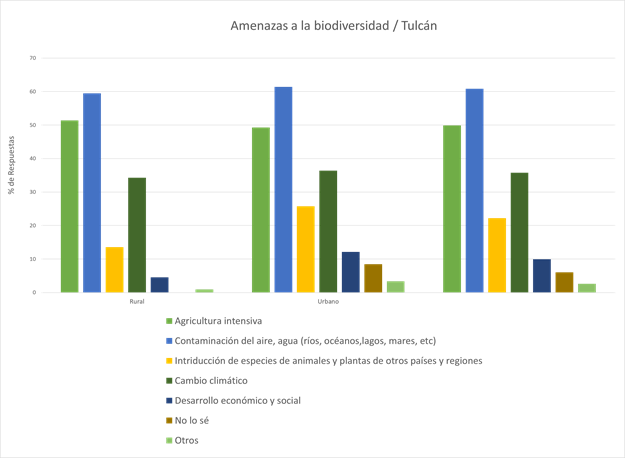 Amenazas a la biodiversidad / Tulcán
% de Respuestas
70
60
50
40
30
20
10
0
Rural
Urbano
Agricultura intensiva
Contaminación del aire, agua (ríos, océanos,lagos, mares, etc)
Intriducción de especies de animales y plantas de otros países y regiones
Cambio climático
Desarrollo económico y social
No lo sé
Otros